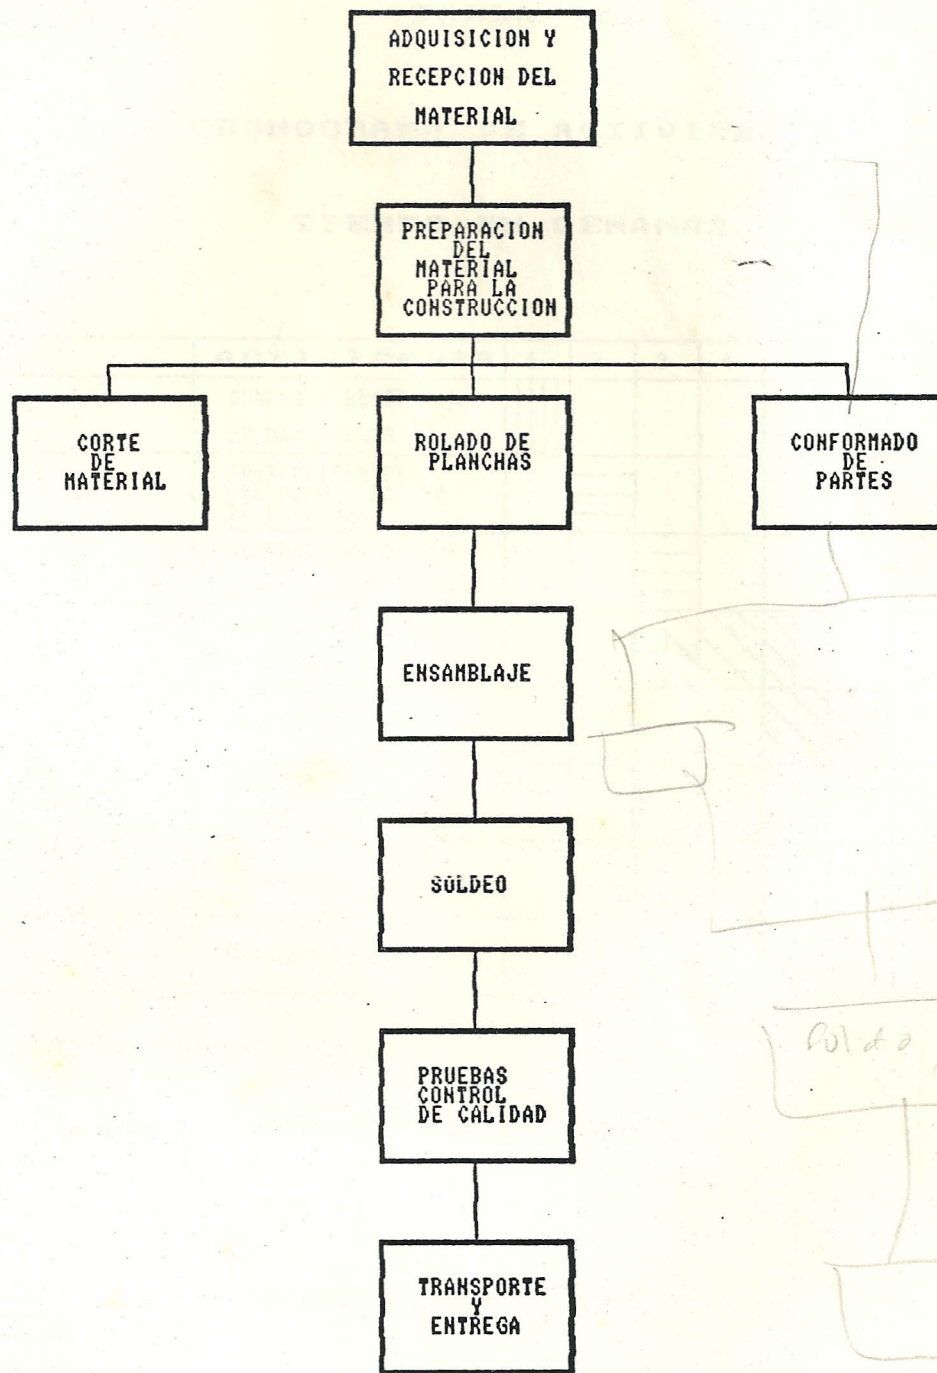 ADQUISICION Y
RECEPCION DEL
MATERIAL
PREPARACION
DEL
MATERIAL
PARA LA
CONSTRUCCION
CORTE
DE
MATERIAL
ROLADO DE
PLANCHAS
CONFORMADO
DE
PARTES
ENSAMBLAJE
SOLDEO
PRUEBAS
CONTROL
DE CALIDAD
TRANSPORTE
Y
ENTREGA